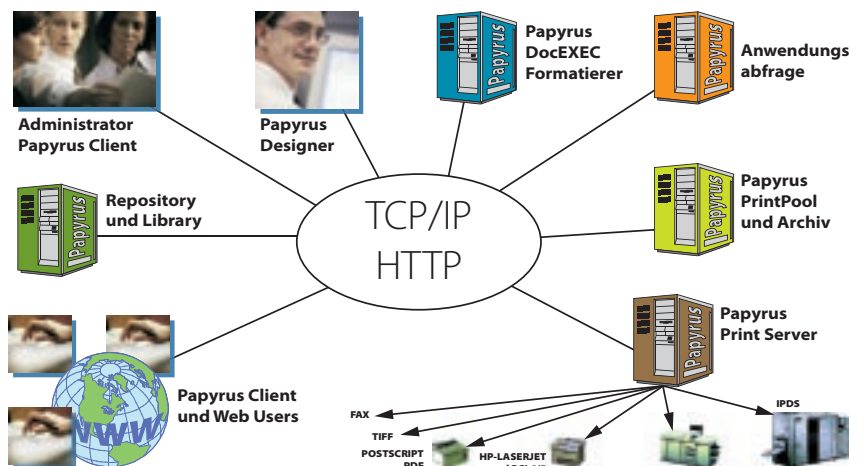 Administrator
Papyrus Client
Papyrus
Designer
Papyrus
Papyrus
DocEXEC
Formatierer
Papyrus
Anwendungs
abfrage
Papyrus
Repository
und Library
TCP/IP
HTTP
Papyrus
Papyrus
PrintPool
und Archiv
Papyrus
Papyrus
Print Server
WWW
Papyrus Client
und Web Users
FAX
TIFF
POSTSCRIPT
HP-LASERJET
IPDS